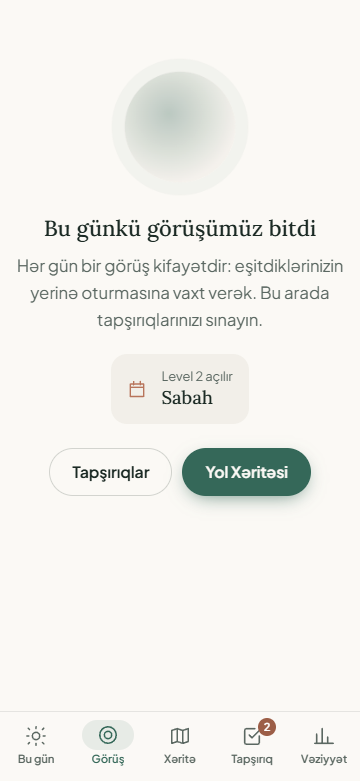 Bu günkü görüşümüz bitdi
Hər gün bir görüş kifayətdir: eşitdiklərinizin
yerinə oturmasına vaxt verək. Bu arada
tapşırıqlarınızı sınayın.
Level 2 açılır
Sabah
Tapşırıqlar
Yol Xəritəsi
2
Bu gün
Görüş
Xəritə
Tapşırıq
Vəziyyət